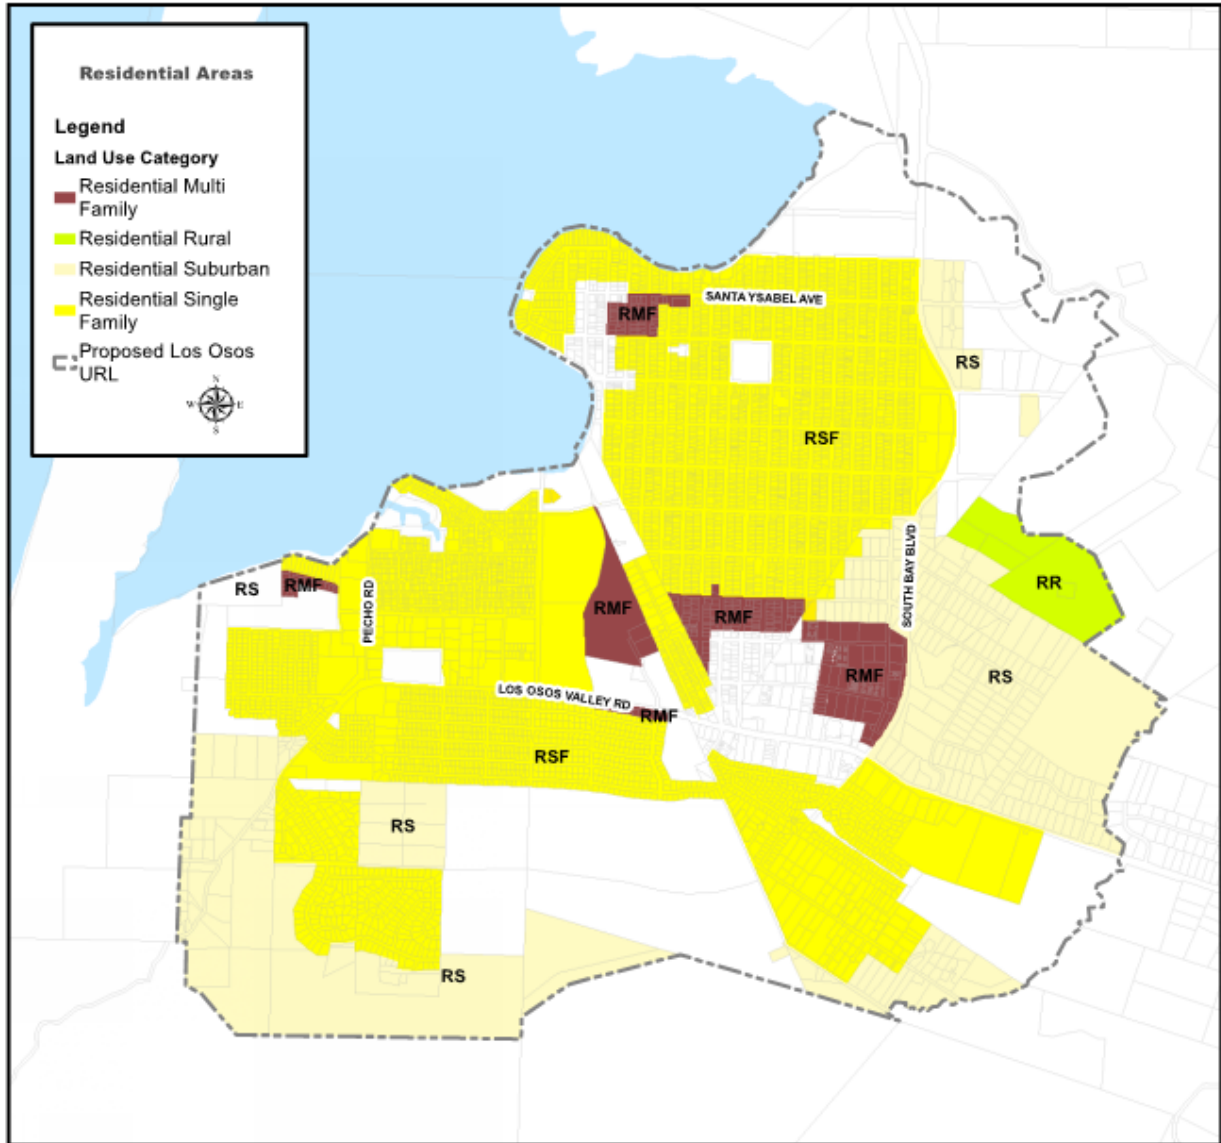 Residential Areas
Legend
Land Use Category
Residential Multi
Family
Residential Rural
Residential Suburban
Residential Single
Family
Proposed Los Osos
URL
N
W E
S
SANTA YSABEL AVE
RMF
RS
RSF
SOUTH BAY BLVD
RR
RS
RMF
PECHO RD
RMF
RMF
RMF
RS
LOS OSOS VALLEY RD
RMF
RSF
RS
RS